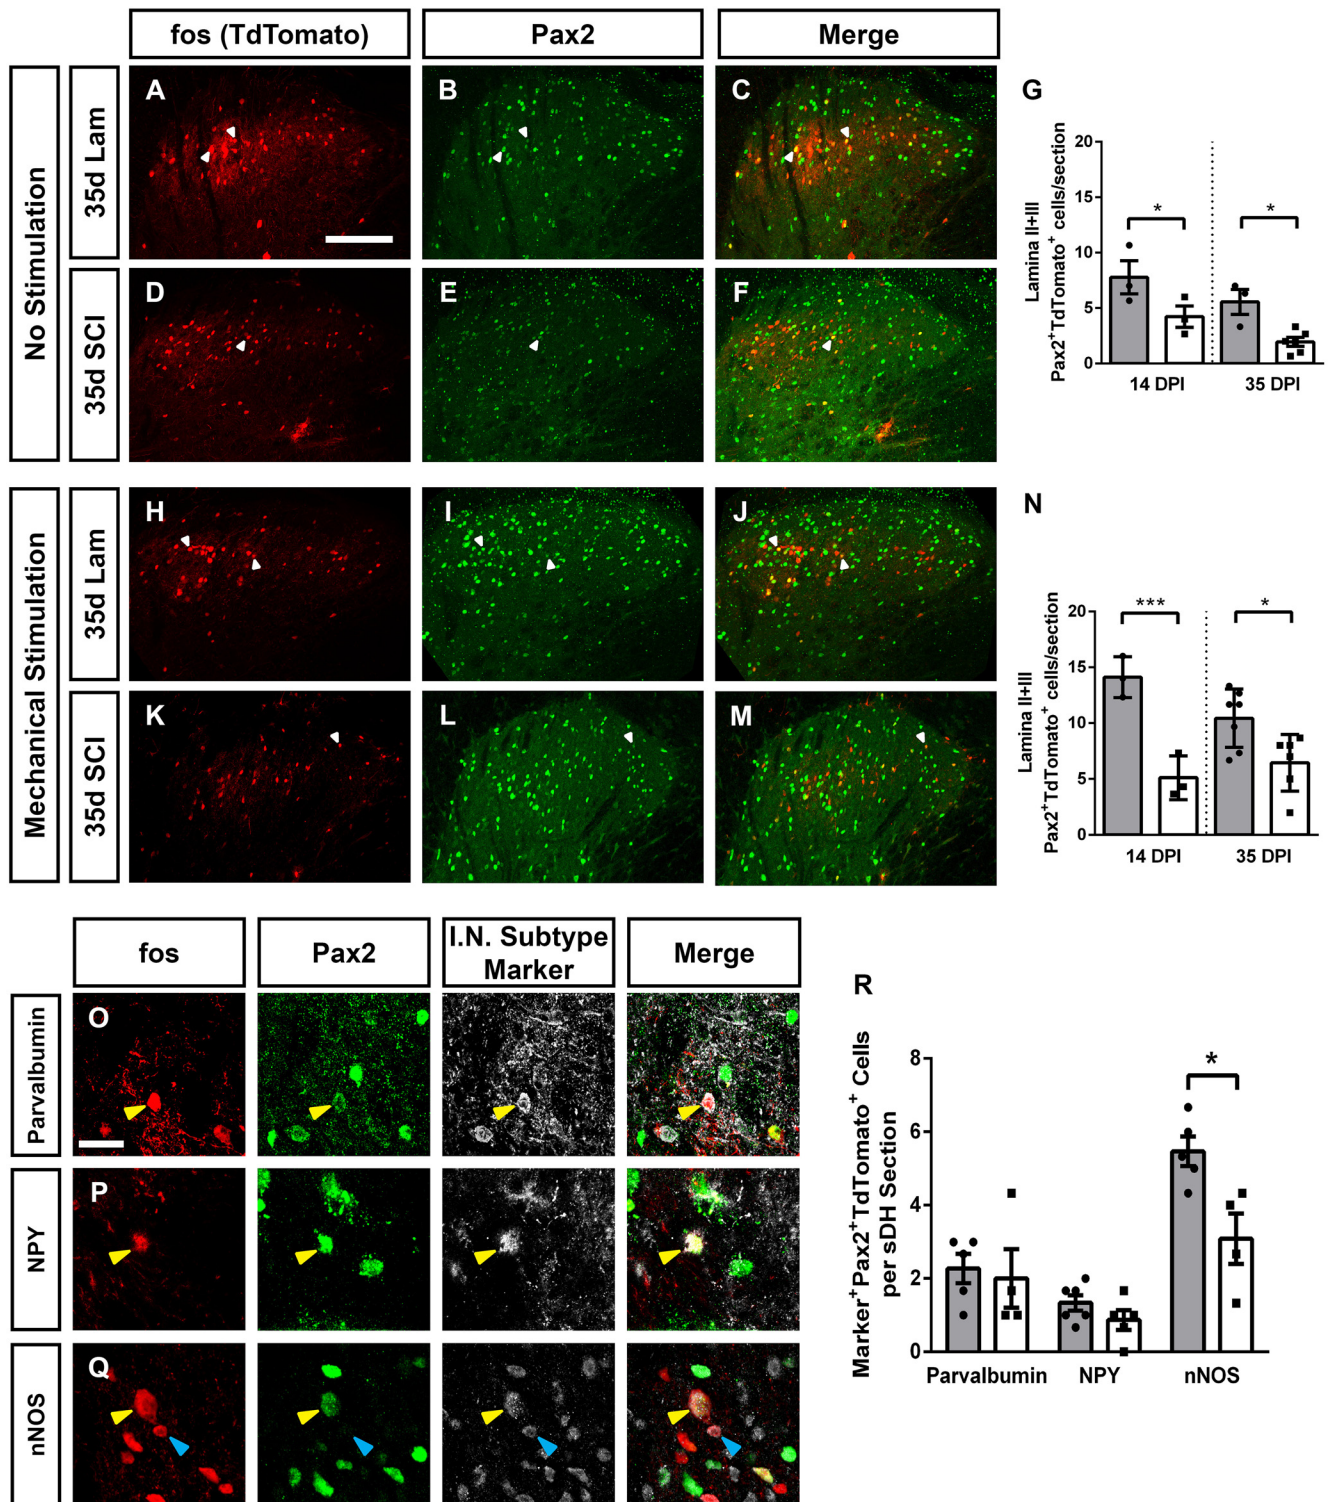 fos (TdTomato)
Pax2
Merge
No Stimulation
35d Lam
A
B
C
35d SCI
D
E
F
G
Lamina II+III
Pax2⁺TdTomato⁺ cells/section
20
15
10
5
0
*
*
14 DPI
35 DPI
Mechanical Stimulation
35d Lam
H
I
J
35d SCI
K
L
M
N
Lamina II+III
Pax2⁺TdTomato⁺ cells/section
20
15
10
5
0
***
*
14 DPI
35 DPI
fos
Pax2
I.N. Subtype
Marker
Merge
Parvalbumin
O
NPY
P
nNOS
Q
R
Marker⁺Pax2⁺TdTomato⁺ Cells
per sDH Section
8
6
4
2
0
*
Parvalbumin
NPY
nNOS